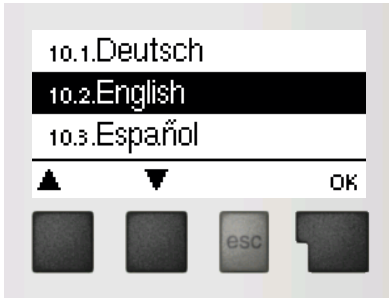 10.1.Deutsch
10.2.English
10.3.Español
▲ ▼ OK
esc